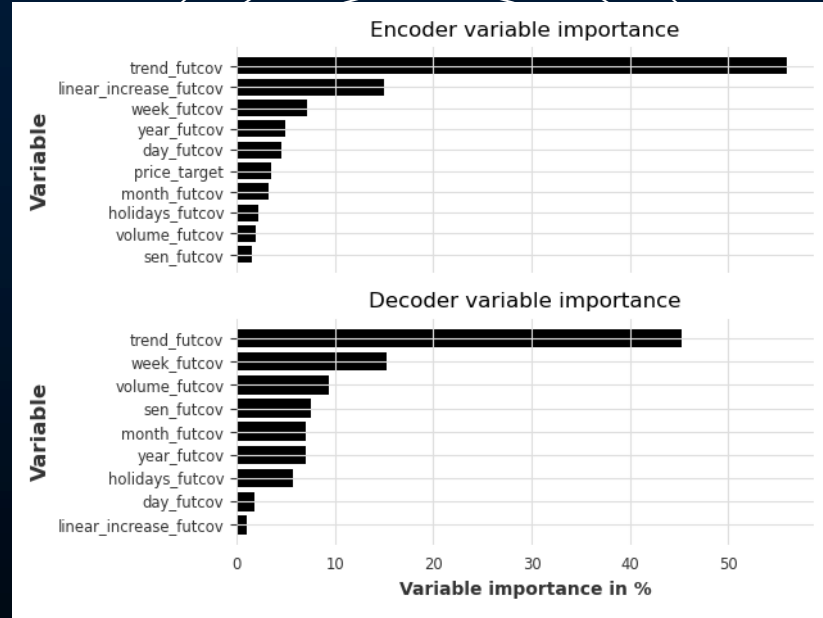 Encoder variable importance
Variable
trend_futcov
linear_increase_futcov
week_futcov
year_futcov
day_futcov
price_target
month_futcov
holidays_futcov
volume_futcov
sen_futcov
Decoder variable importance
Variable
trend_futcov
week_futcov
volume_futcov
sen_futcov
month_futcov
year_futcov
holidays_futcov
day_futcov
linear_increase_futcov
0 10 20 30 40 50
Variable importance in %